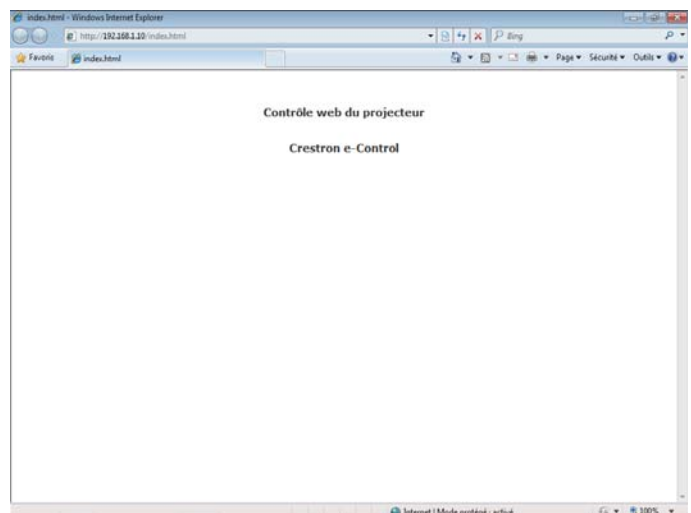 index.html - Windows Internet Explorer
http://192.168.1.10/index.html
Bing
Favoris
index.html
Page
Sécurité
Outils
Contrôle web du projecteur
Crestron e-Control
Internet | Mode protégé : activé
100%